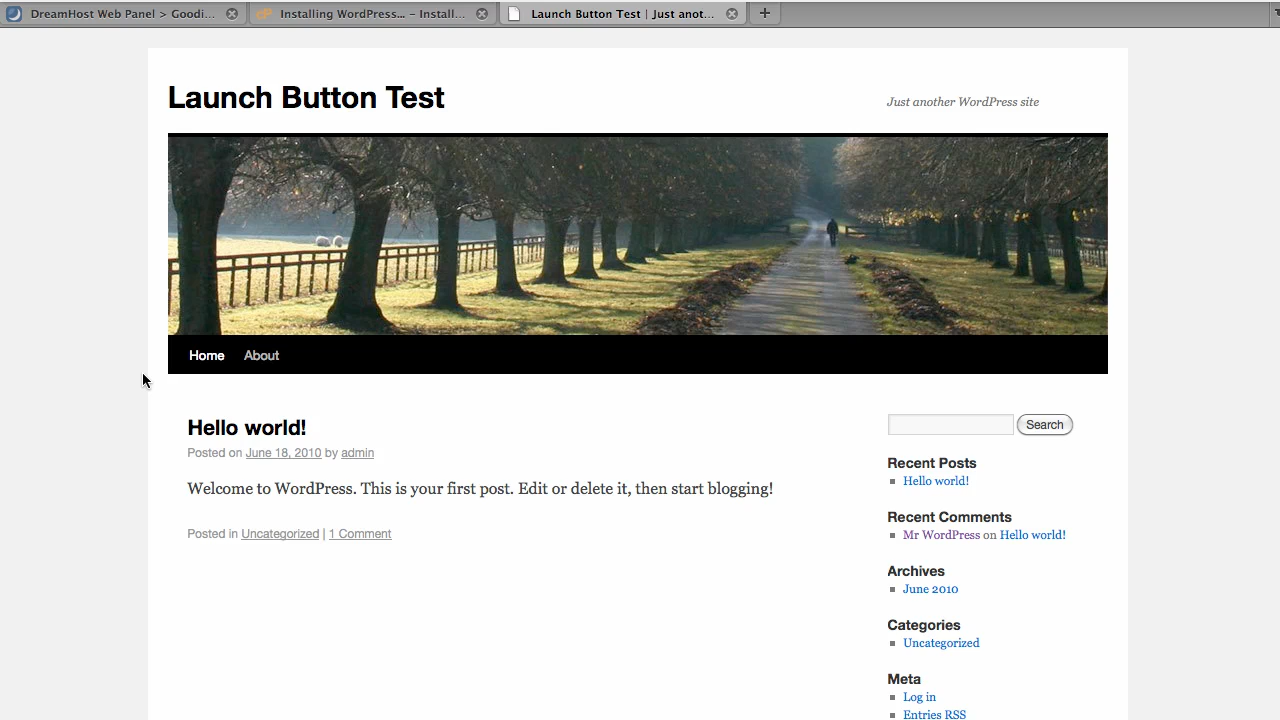 DreamHost Web Panel > Goodi...
cP Installing WordPress... – Install...
Launch Button Test | Just anot...
Launch Button Test
Just another WordPress site
Home About
Hello world!
Posted on June 18, 2010 by admin
Welcome to WordPress. This is your first post. Edit or delete it, then start blogging!
Posted in Uncategorized | 1 Comment
Search
Recent Posts
Hello world!
Recent Comments
Mr WordPress on Hello world!
Archives
June 2010
Categories
Uncategorized
Meta
Log in
Entries RSS